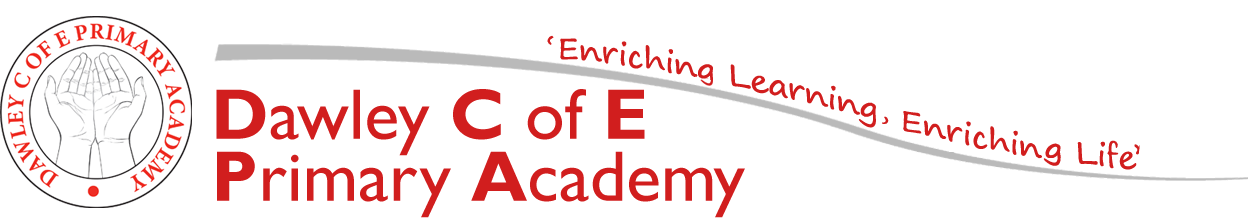 DAWLEY C OF E PRIMARY ACADEMY
‘Enriching Learning, Enriching Life’
Dawley C of E
Primary Academy